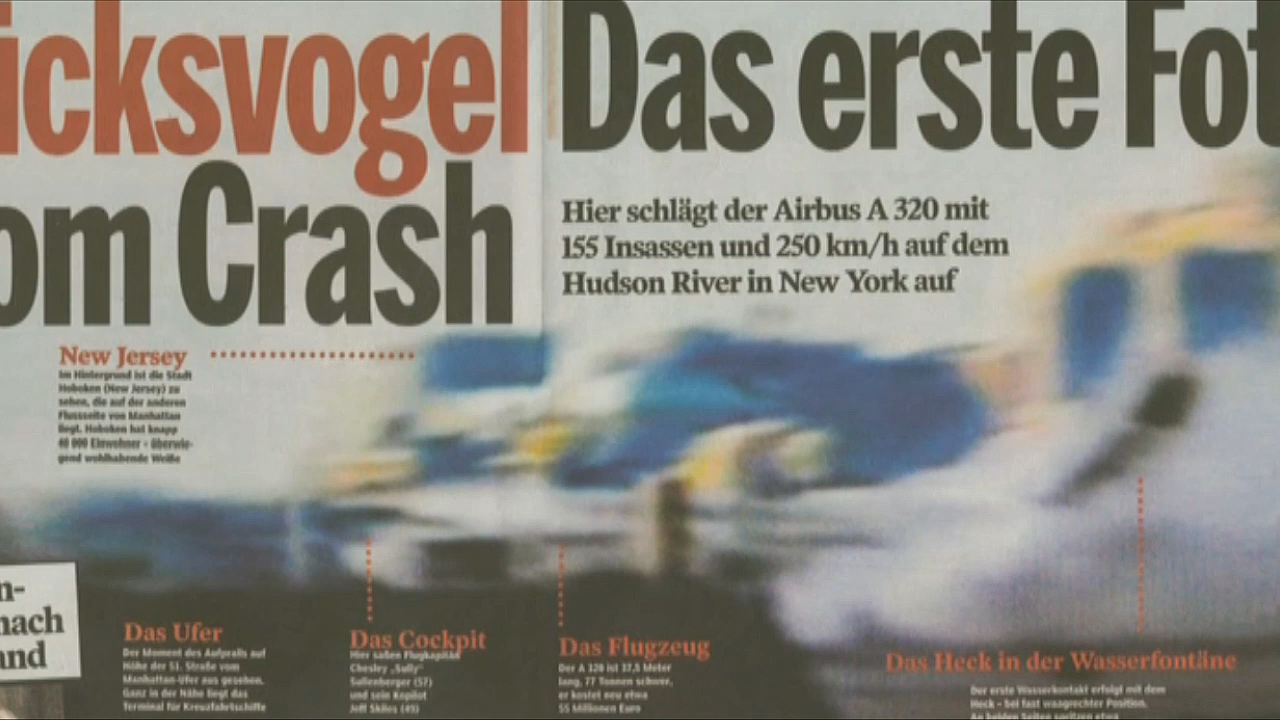 icksvogel
om Crash
Das erste Fot
Hier schlägt der Airbus A 320 mit
155 Insassen und 250 km/h auf dem
Hudson River in New York auf
New Jersey
Im Hintergrund ist die Stadt
Hoboken (New Jersey) zu
sehen, die auf der anderen
Flussseite von Manhattan
liegt. Hoboken hat knapp
40 000 Einwohner – überwie-
gend wohlhabende Weiße
n-
nach
and
Das Ufer
Der Moment des Aufpralls auf
Höhe der 51. Straße vom
Manhattan-Ufer aus gesehen.
Ganz in der Nähe liegt das
Terminal für Kreuzfahrtschiffe
Das Cockpit
Hier saßen Flugkapitän
Chesley „Sully“
Sullenberger (57)
und sein Kopilot
Jeff Skiles (49)
Das Flugzeug
Der A 320 ist 37,5 Meter
lang, 77 Tonnen schwer,
er kostet neu etwa
55 Millionen Euro
Das Heck in der Wasserfontäne
Der erste Wasserkontakt erfolgt mit dem
Heck – bei fast waagrechter Position.
An beiden Seiten spritzen etwa